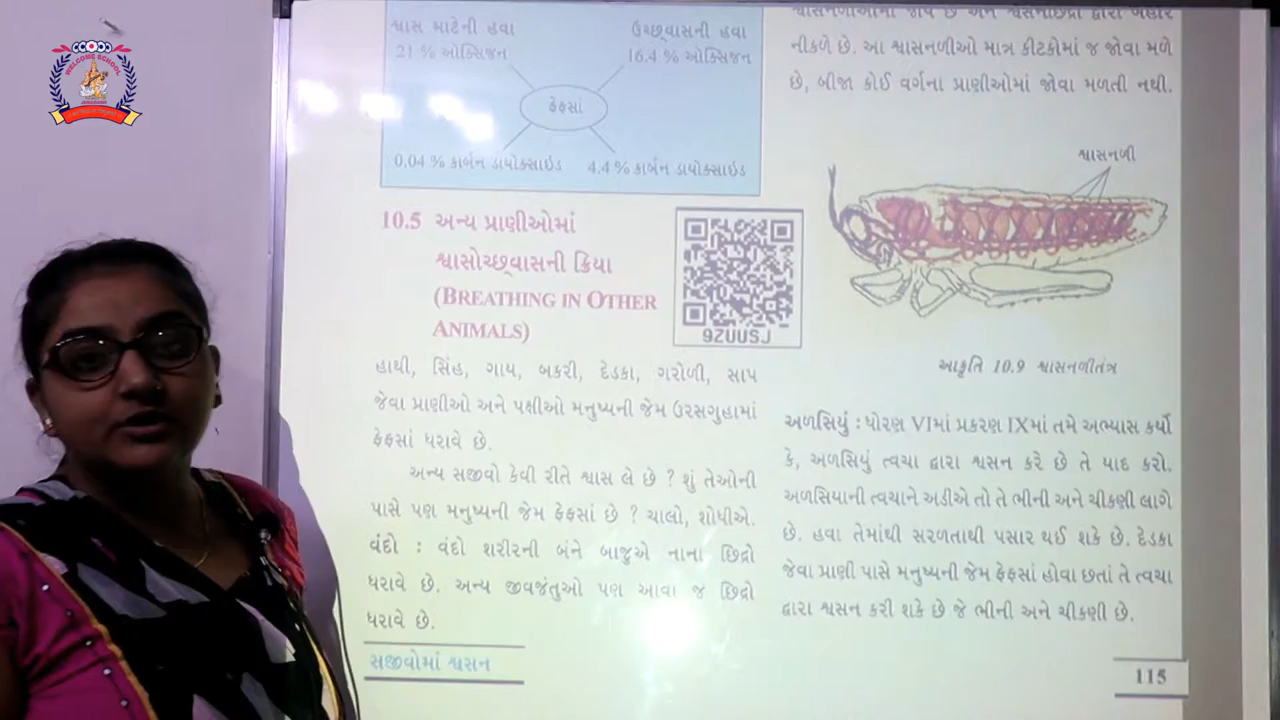 WELCOME SCHOOL
શ્વાસ માટેની હવા
21 % ઓક્સિજન
ઉચ્છ્વાસની હવા
16.4 % ઓક્સિજન
ફેફસાં
0.04 % કાર્બન ડાયોક્સાઇડ
4.4 % કાર્બન ડાયોક્સાઇડ
10.5 અન્ય પ્રાણીઓમાં
શ્વાસોચ્છ્વાસની ક્રિયા
(BREATHING IN OTHER
ANIMALS)
9ZUUSJ
હાથી, સિંહ, ગાય, બકરી, દેડકા, ગરોળી, સાપ
જેવા પ્રાણીઓ અને પક્ષીઓ મનુષ્યની જેમ ઉરસગુહામાં
ફેફસાં ધરાવે છે.
અન્ય સજીવો કેવી રીતે શ્વાસ લે છે ? શું તેઓની
પાસે પણ મનુષ્યની જેમ ફેફસાં છે ? ચાલો, શોધીએ.
વંદો : વંદો શરીરની બંને બાજુએ નાના છિદ્રો
ધરાવે છે. અન્ય જીવજંતુઓ પણ આવા જ છિદ્રો
ધરાવે છે.
સજીવોમાં શ્વસન
નીકળે છે. આ શ્વાસનળીઓ માત્ર કીટકોમાં જ જોવા મળે
છે, બીજા કોઈ વર્ગના પ્રાણીઓમાં જોવા મળતી નથી.
શ્વાસનળી
આકૃતિ 10.9 શ્વાસનળીતંત્ર
અળસિયું : ધોરણ VIમાં પ્રકરણ IXમાં તમે અભ્યાસ કર્યો
કે, અળસિયું ત્વચા દ્વારા શ્વસન કરે છે તે યાદ કરો.
અળસિયાની ત્વચાને અડીએ તો તે ભીની અને ચીકણી લાગે
છે. હવા તેમાંથી સરળતાથી પસાર થઈ શકે છે. દેડકા
જેવા પ્રાણી પાસે મનુષ્યની જેમ ફેફસાં હોવા છતાં તે ત્વચા
દ્વારા શ્વસન કરી શકે છે જે ભીની અને ચીકણી છે.
115